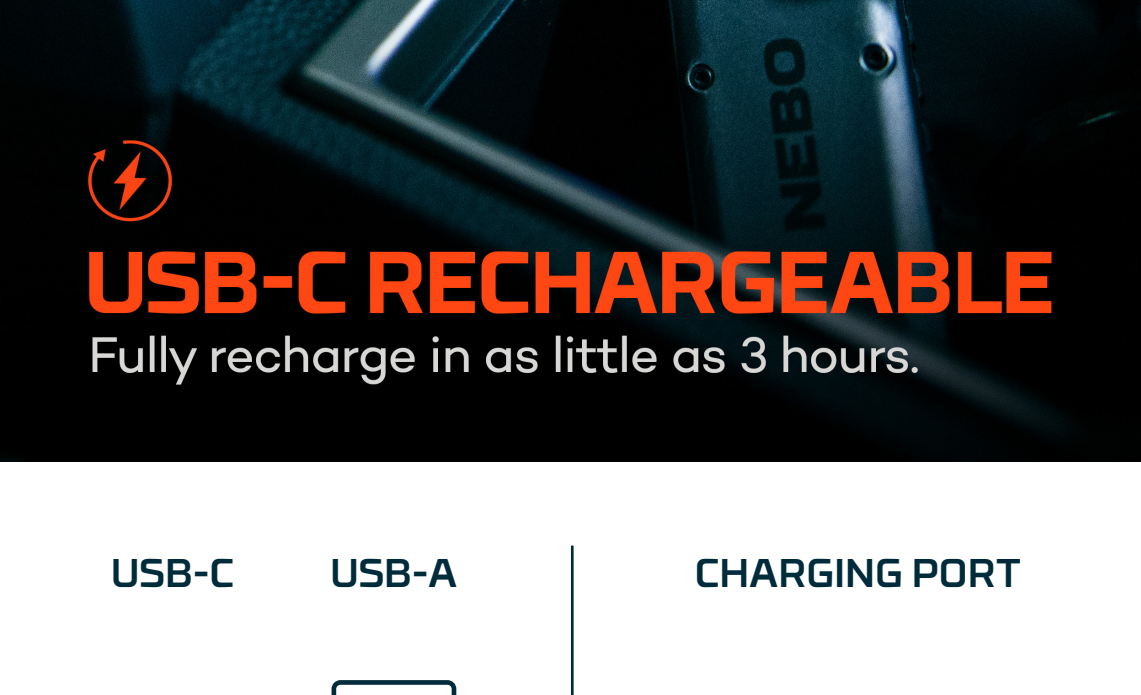 NEBO
USB-C RECHARGEABLE
Fully recharge in as little as 3 hours.
USB-C USB-A CHARGING PORT